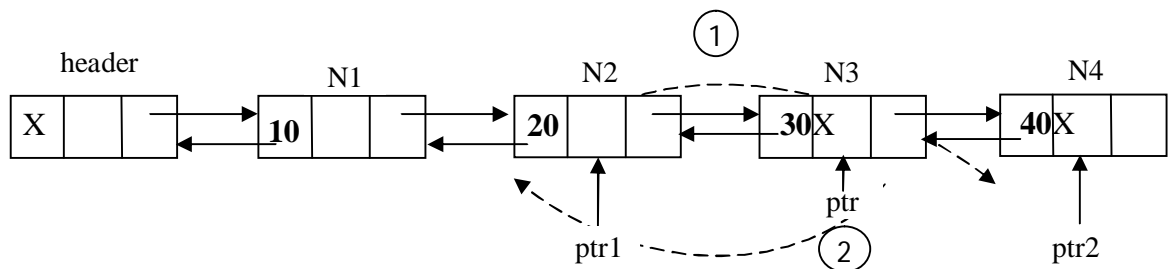 1
header N1 N2 N3 N4
X 10 20 30X 40X
ptr
ptr1 2 ptr2